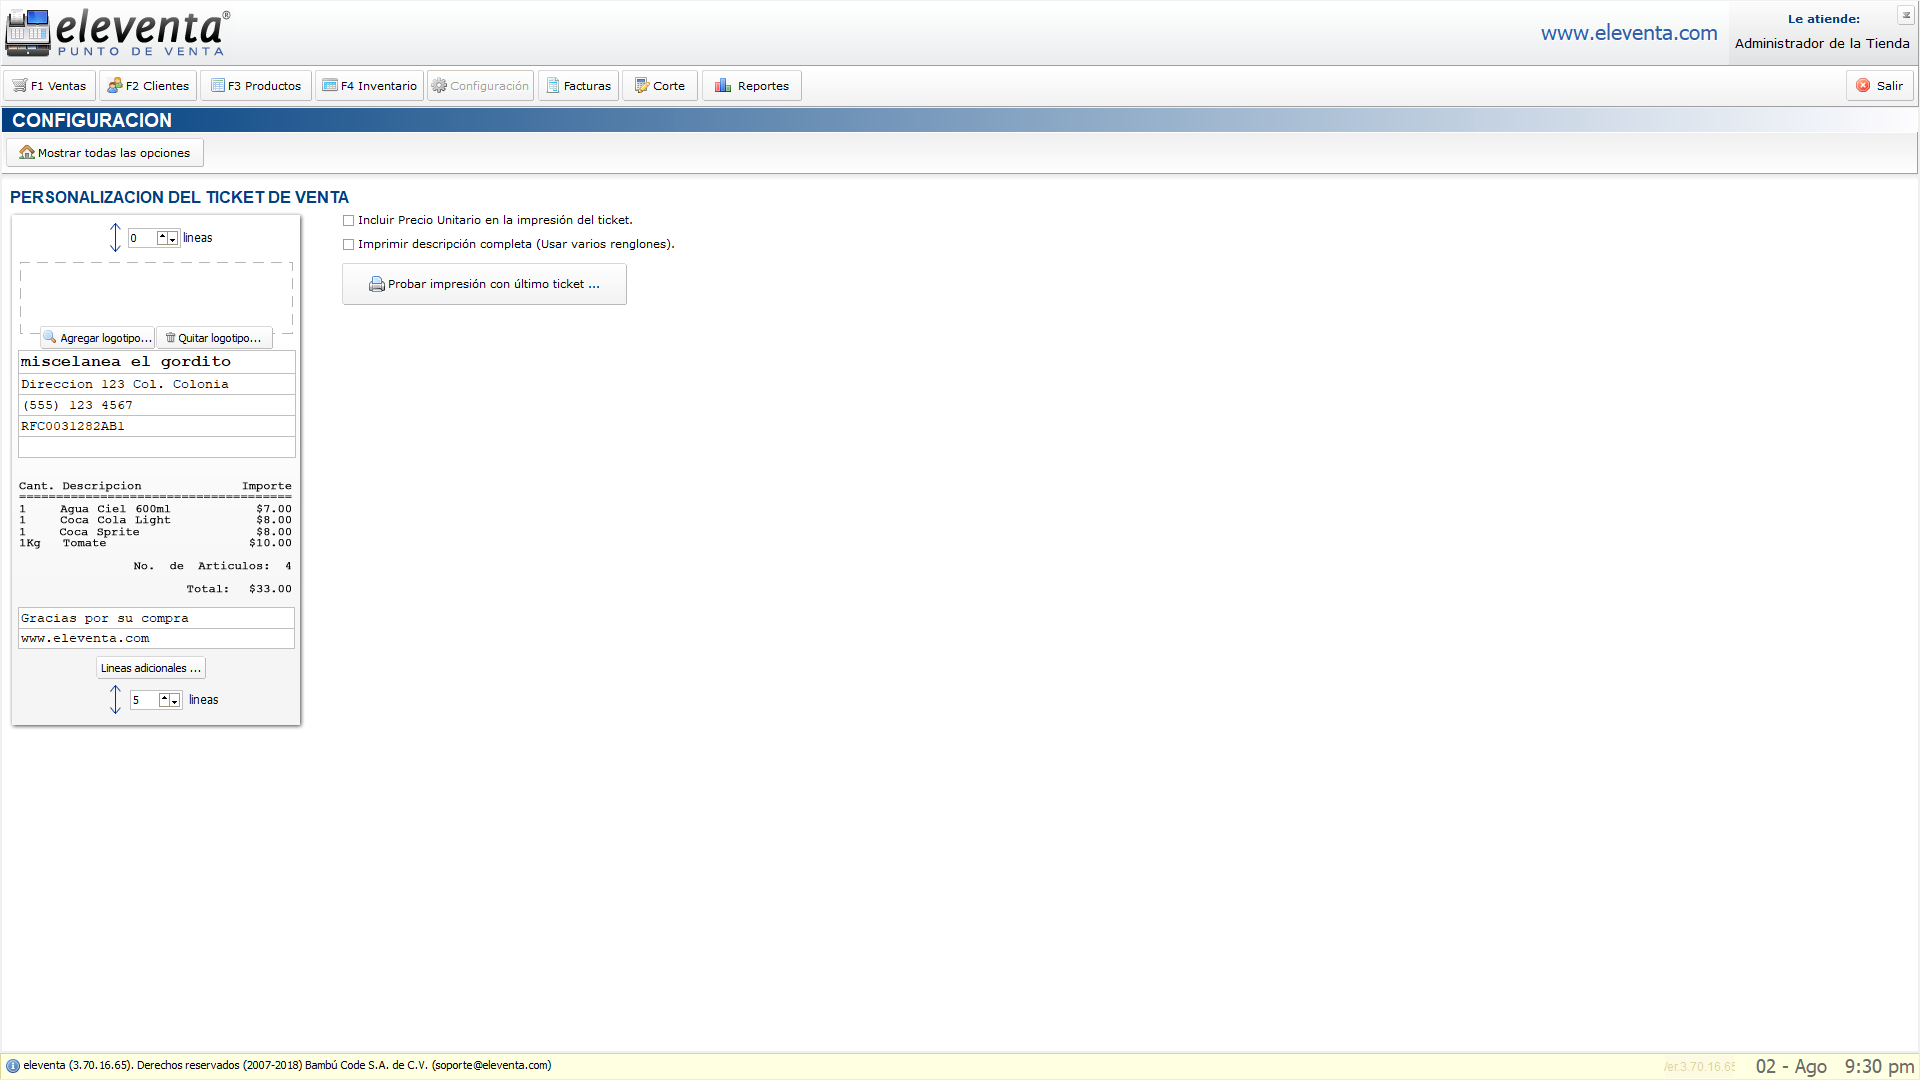 eleventa®
PUNTO DE VENTA
www.eleventa.com
Le atiende:
Administrador de la Tienda
F1 Ventas
F2 Clientes
F3 Productos
F4 Inventario
Configuración
Facturas
Corte
Reportes
Salir
CONFIGURACION
Mostrar todas las opciones
PERSONALIZACION DEL TICKET DE VENTA
0 lineas
Incluir Precio Unitario en la impresión del ticket.
Imprimir descripción completa (Usar varios renglones).
Probar impresión con último ticket ...
Agregar logotipo...
Quitar logotipo...
miscelanea el gordito
Direccion 123 Col. Colonia
(555) 123 4567
RFC0031282AB1
Cant. Descripcion Importe
=====================================
1 Agua Ciel 600ml $7.00
1 Coca Cola Light $8.00
1 Coca Sprite $8.00
1Kg Tomate $10.00
No. de Articulos: 4
Total: $33.00
Gracias por su compra
www.eleventa.com
Lineas adicionales ...
5 lineas
eleventa (3.70.16.65). Derechos reservados (2007-2018) Bambú Code S.A. de C.V. (soporte@eleventa.com)
/er.3.70.16.65
02 - Ago
9:30 pm